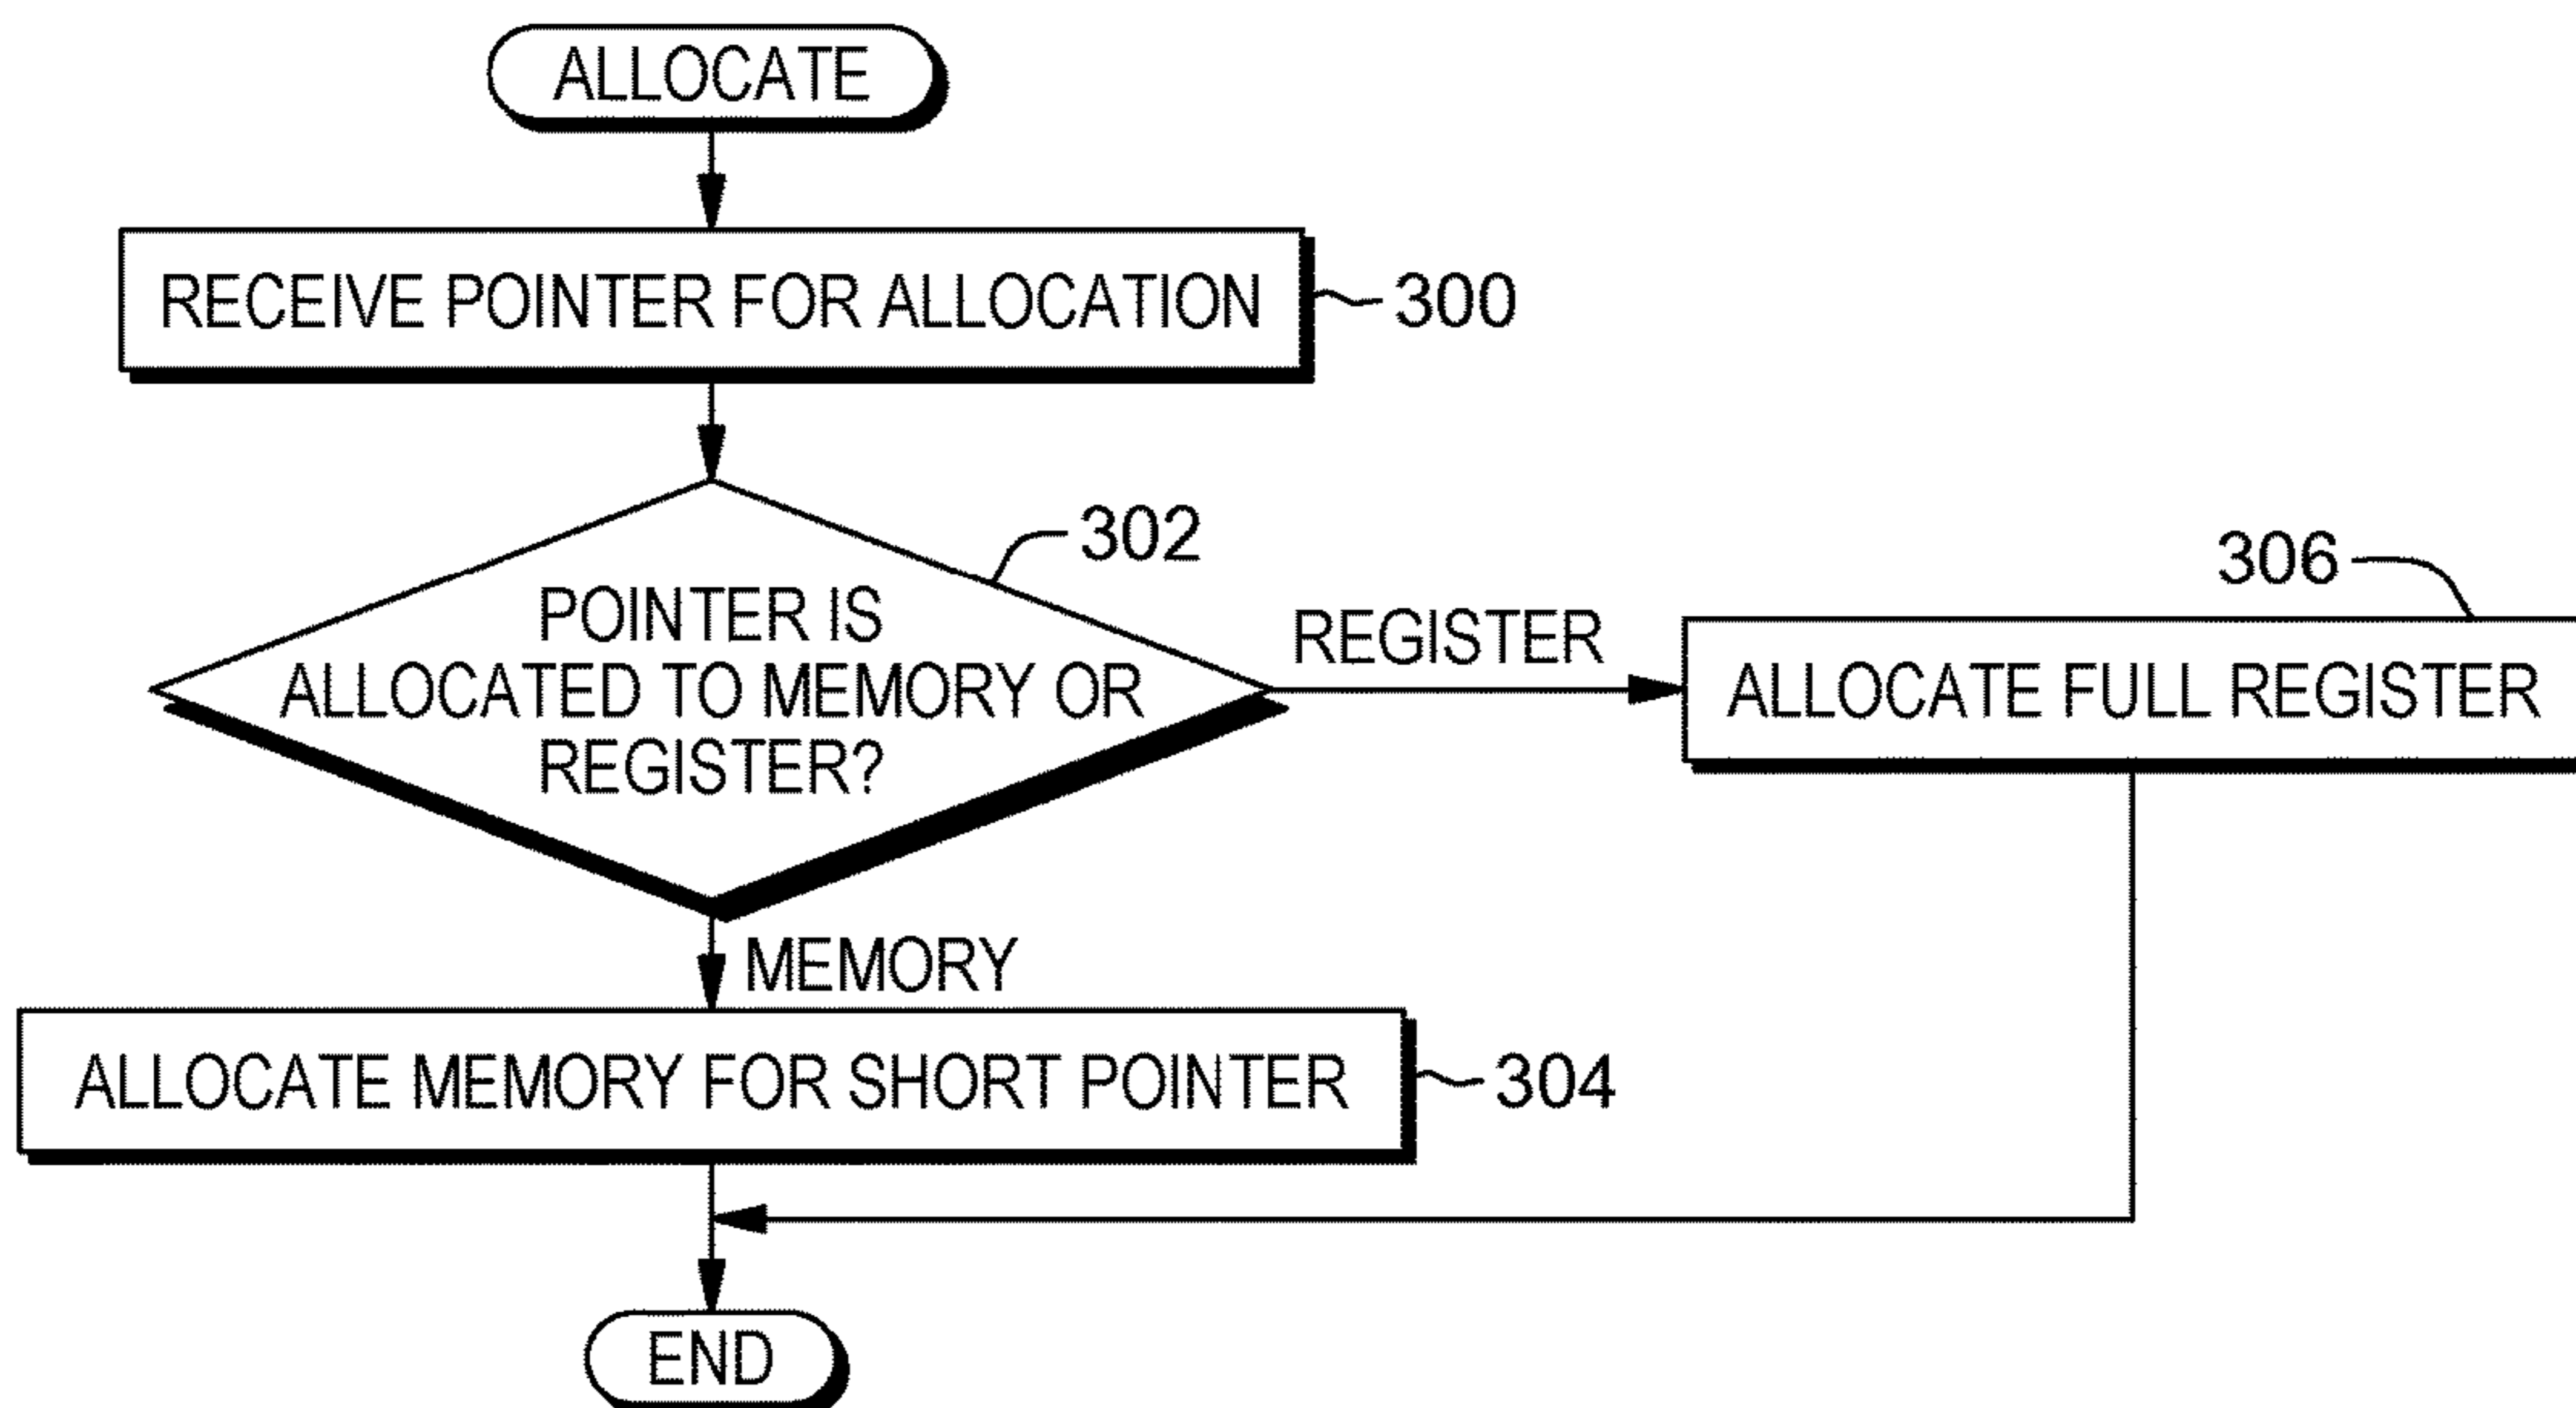 ALLOCATE
RECEIVE POINTER FOR ALLOCATION
300
302
POINTER IS
ALLOCATED TO MEMORY OR
REGISTER?
REGISTER
306
ALLOCATE FULL REGISTER
MEMORY
ALLOCATE MEMORY FOR SHORT POINTER
304
END